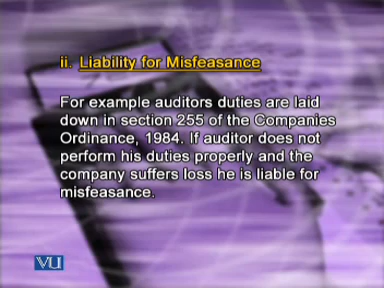 ii. Liability for Misfeasance
For example auditors duties are laid
down in section 255 of the Companies
Ordinance, 1984. If auditor does not
perform his duties properly and the
company suffers loss he is liable for
misfeasance.
VU